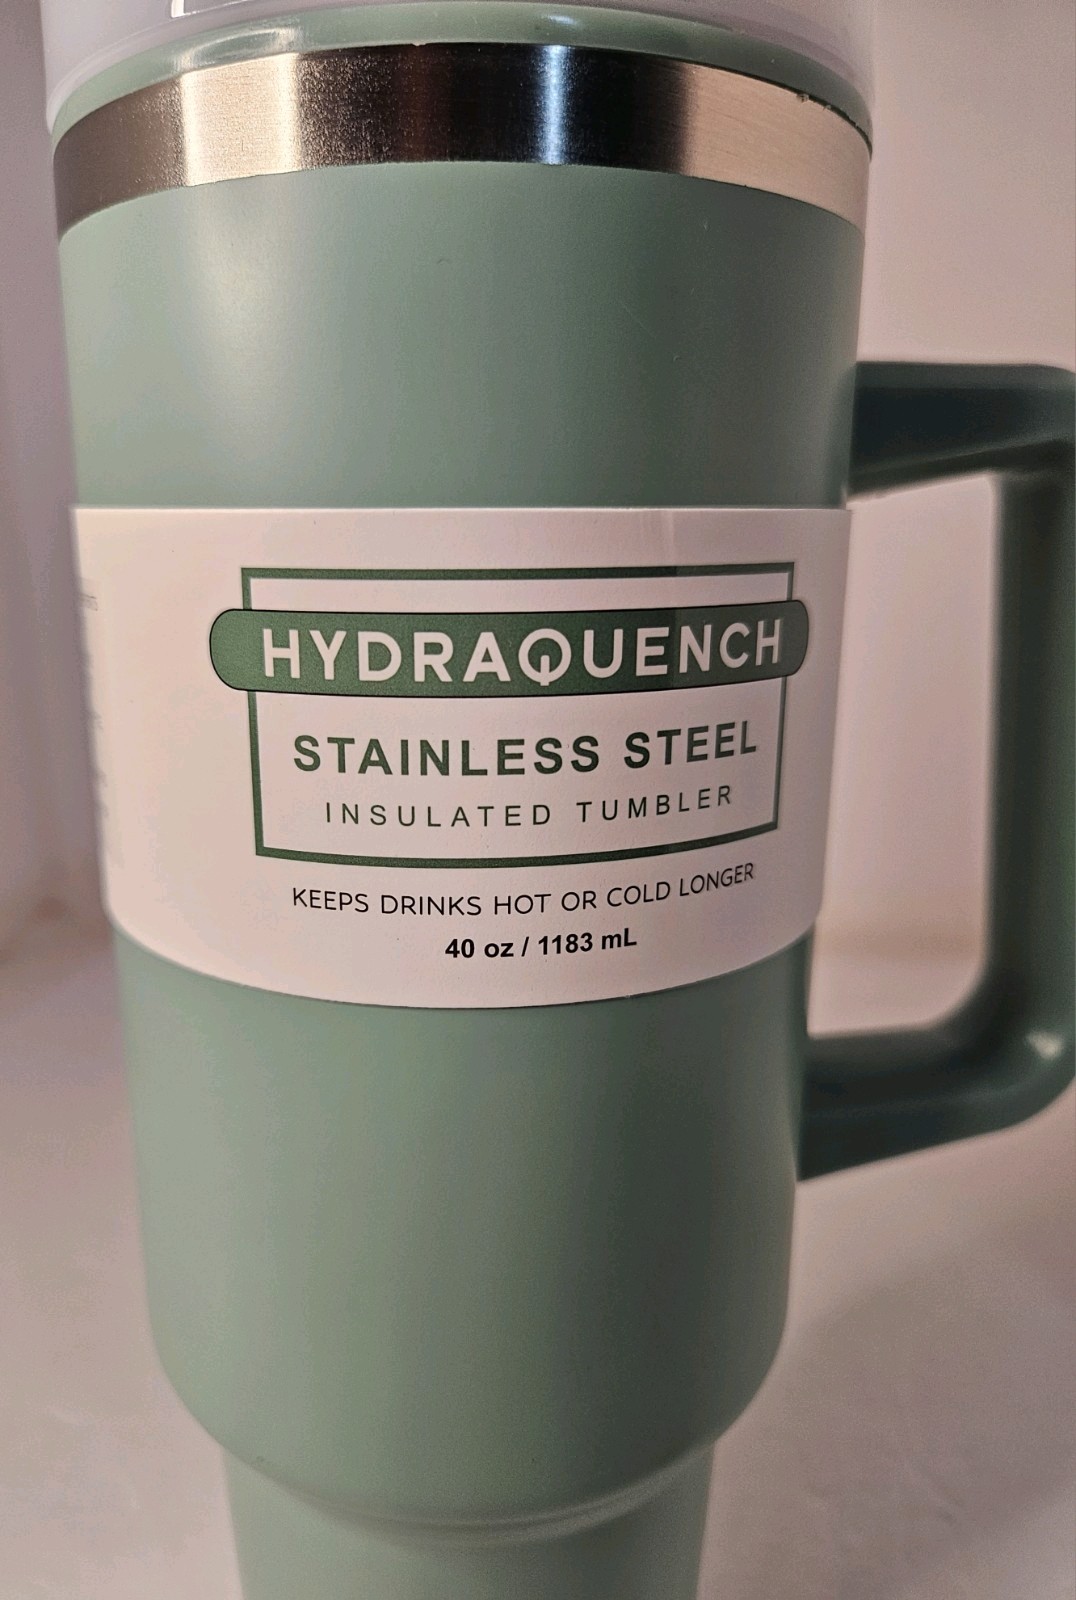 HYDRAQUENCH
STAINLESS STEEL
INSULATED TUMBLER
KEEPS DRINKS HOT OR COLD LONGER
40 oz / 1183 mL